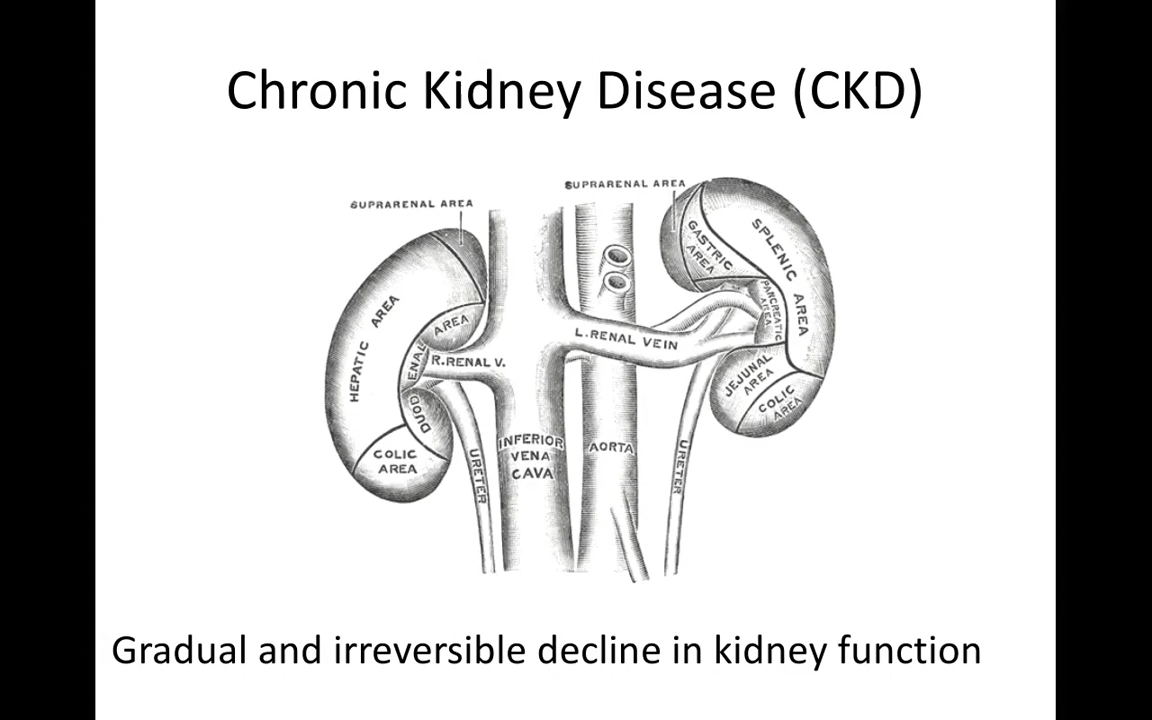 Chronic Kidney Disease (CKD)
SUPRARENAL AREA
SUPRARENAL AREA
HEPATIC AREA
DUODENAL AREA
COLIC
AREA
R.RENAL V.
L.RENAL VEIN
GASTRIC
AREA
SPLENIC AREA
PANCREATIC
AREA
JEJUNAL
AREA
COLIC
AREA
URETER
INFERIOR
VENA
CAVA
AORTA
URETER
Gradual and irreversible decline in kidney function